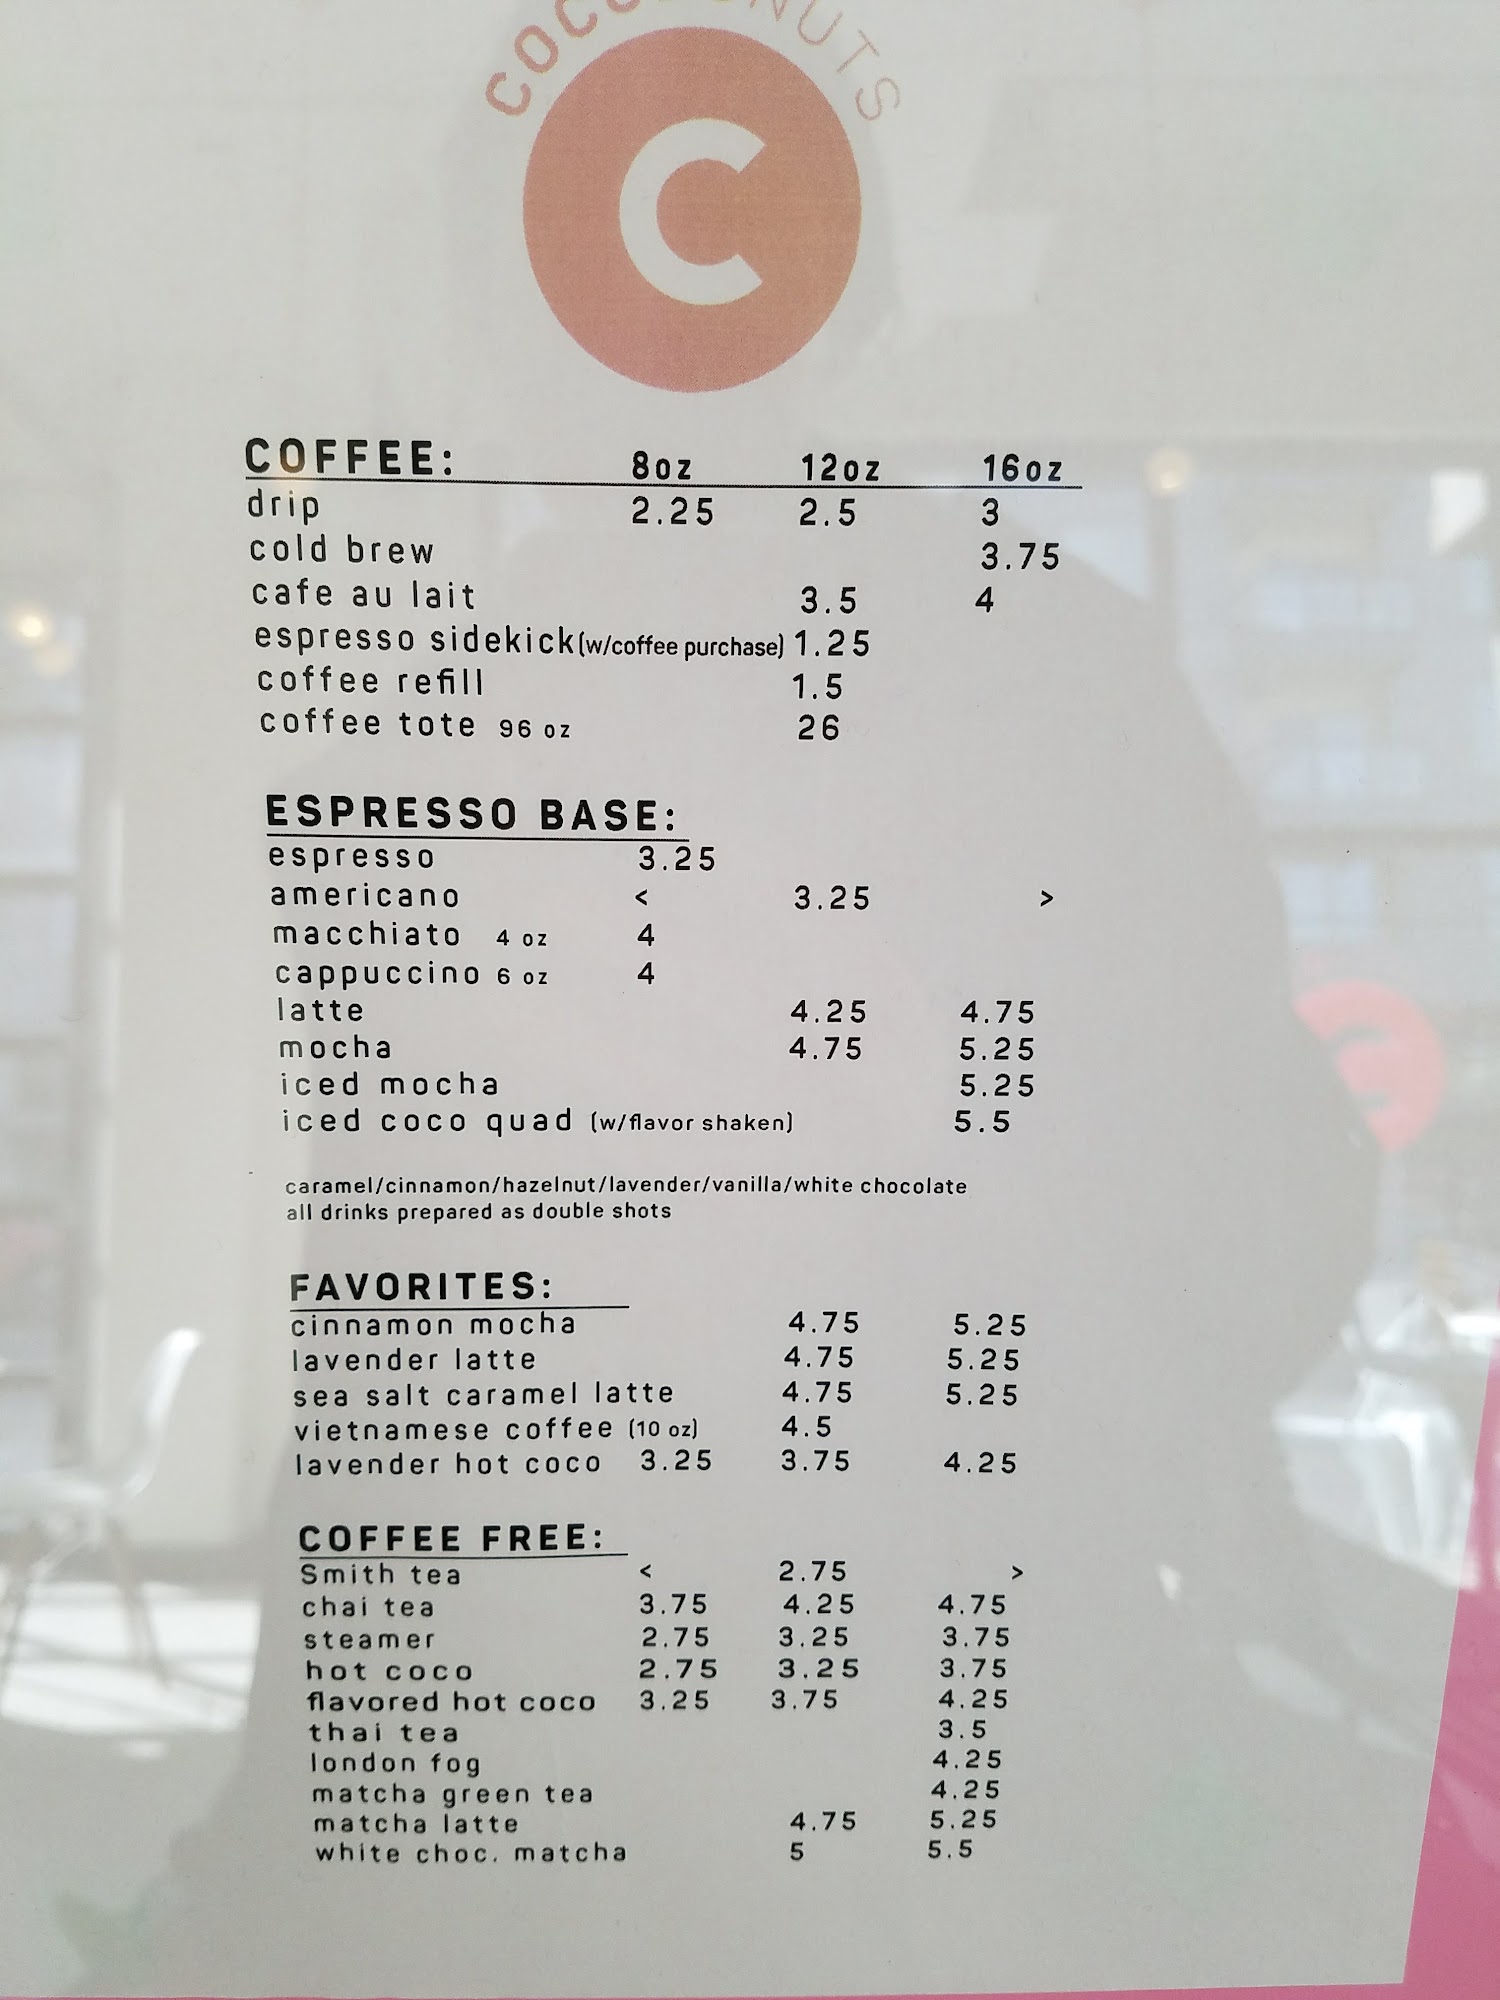 C
COFFEE: 8oz 12oz 16oz
drip 2.25 2.5 3
cold brew 3.75
cafe au lait 3.5 4
espresso sidekick (w/coffee purchase) 1.25
coffee refill 1.5
coffee tote 96 oz 26
ESPRESSO BASE:
espresso 3.25
americano < 3.25 >
macchiato 4 oz 4
cappuccino 6 oz 4
latte 4.25 4.75
mocha 4.75 5.25
iced mocha 5.25
iced coco quad (w/flavor shaken) 5.5
caramel/cinnamon/hazelnut/lavender/vanilla/white chocolate
all drinks prepared as double shots
FAVORITES:
cinnamon mocha 4.75 5.25
lavender latte 4.75 5.25
sea salt caramel latte 4.75 5.25
vietnamese coffee (10 oz) 4.5
lavender hot coco 3.25 3.75 4.25
COFFEE FREE:
Smith tea < 2.75 >
chai tea 3.75 4.25 4.75
steamer 2.75 3.25 3.75
hot coco 2.75 3.25 3.75
flavored hot coco 3.25 3.75 4.25
thai tea 3.5
london fog 4.25
matcha green tea 4.25
matcha latte 4.75 5.25
white choc. matcha 5 5.5